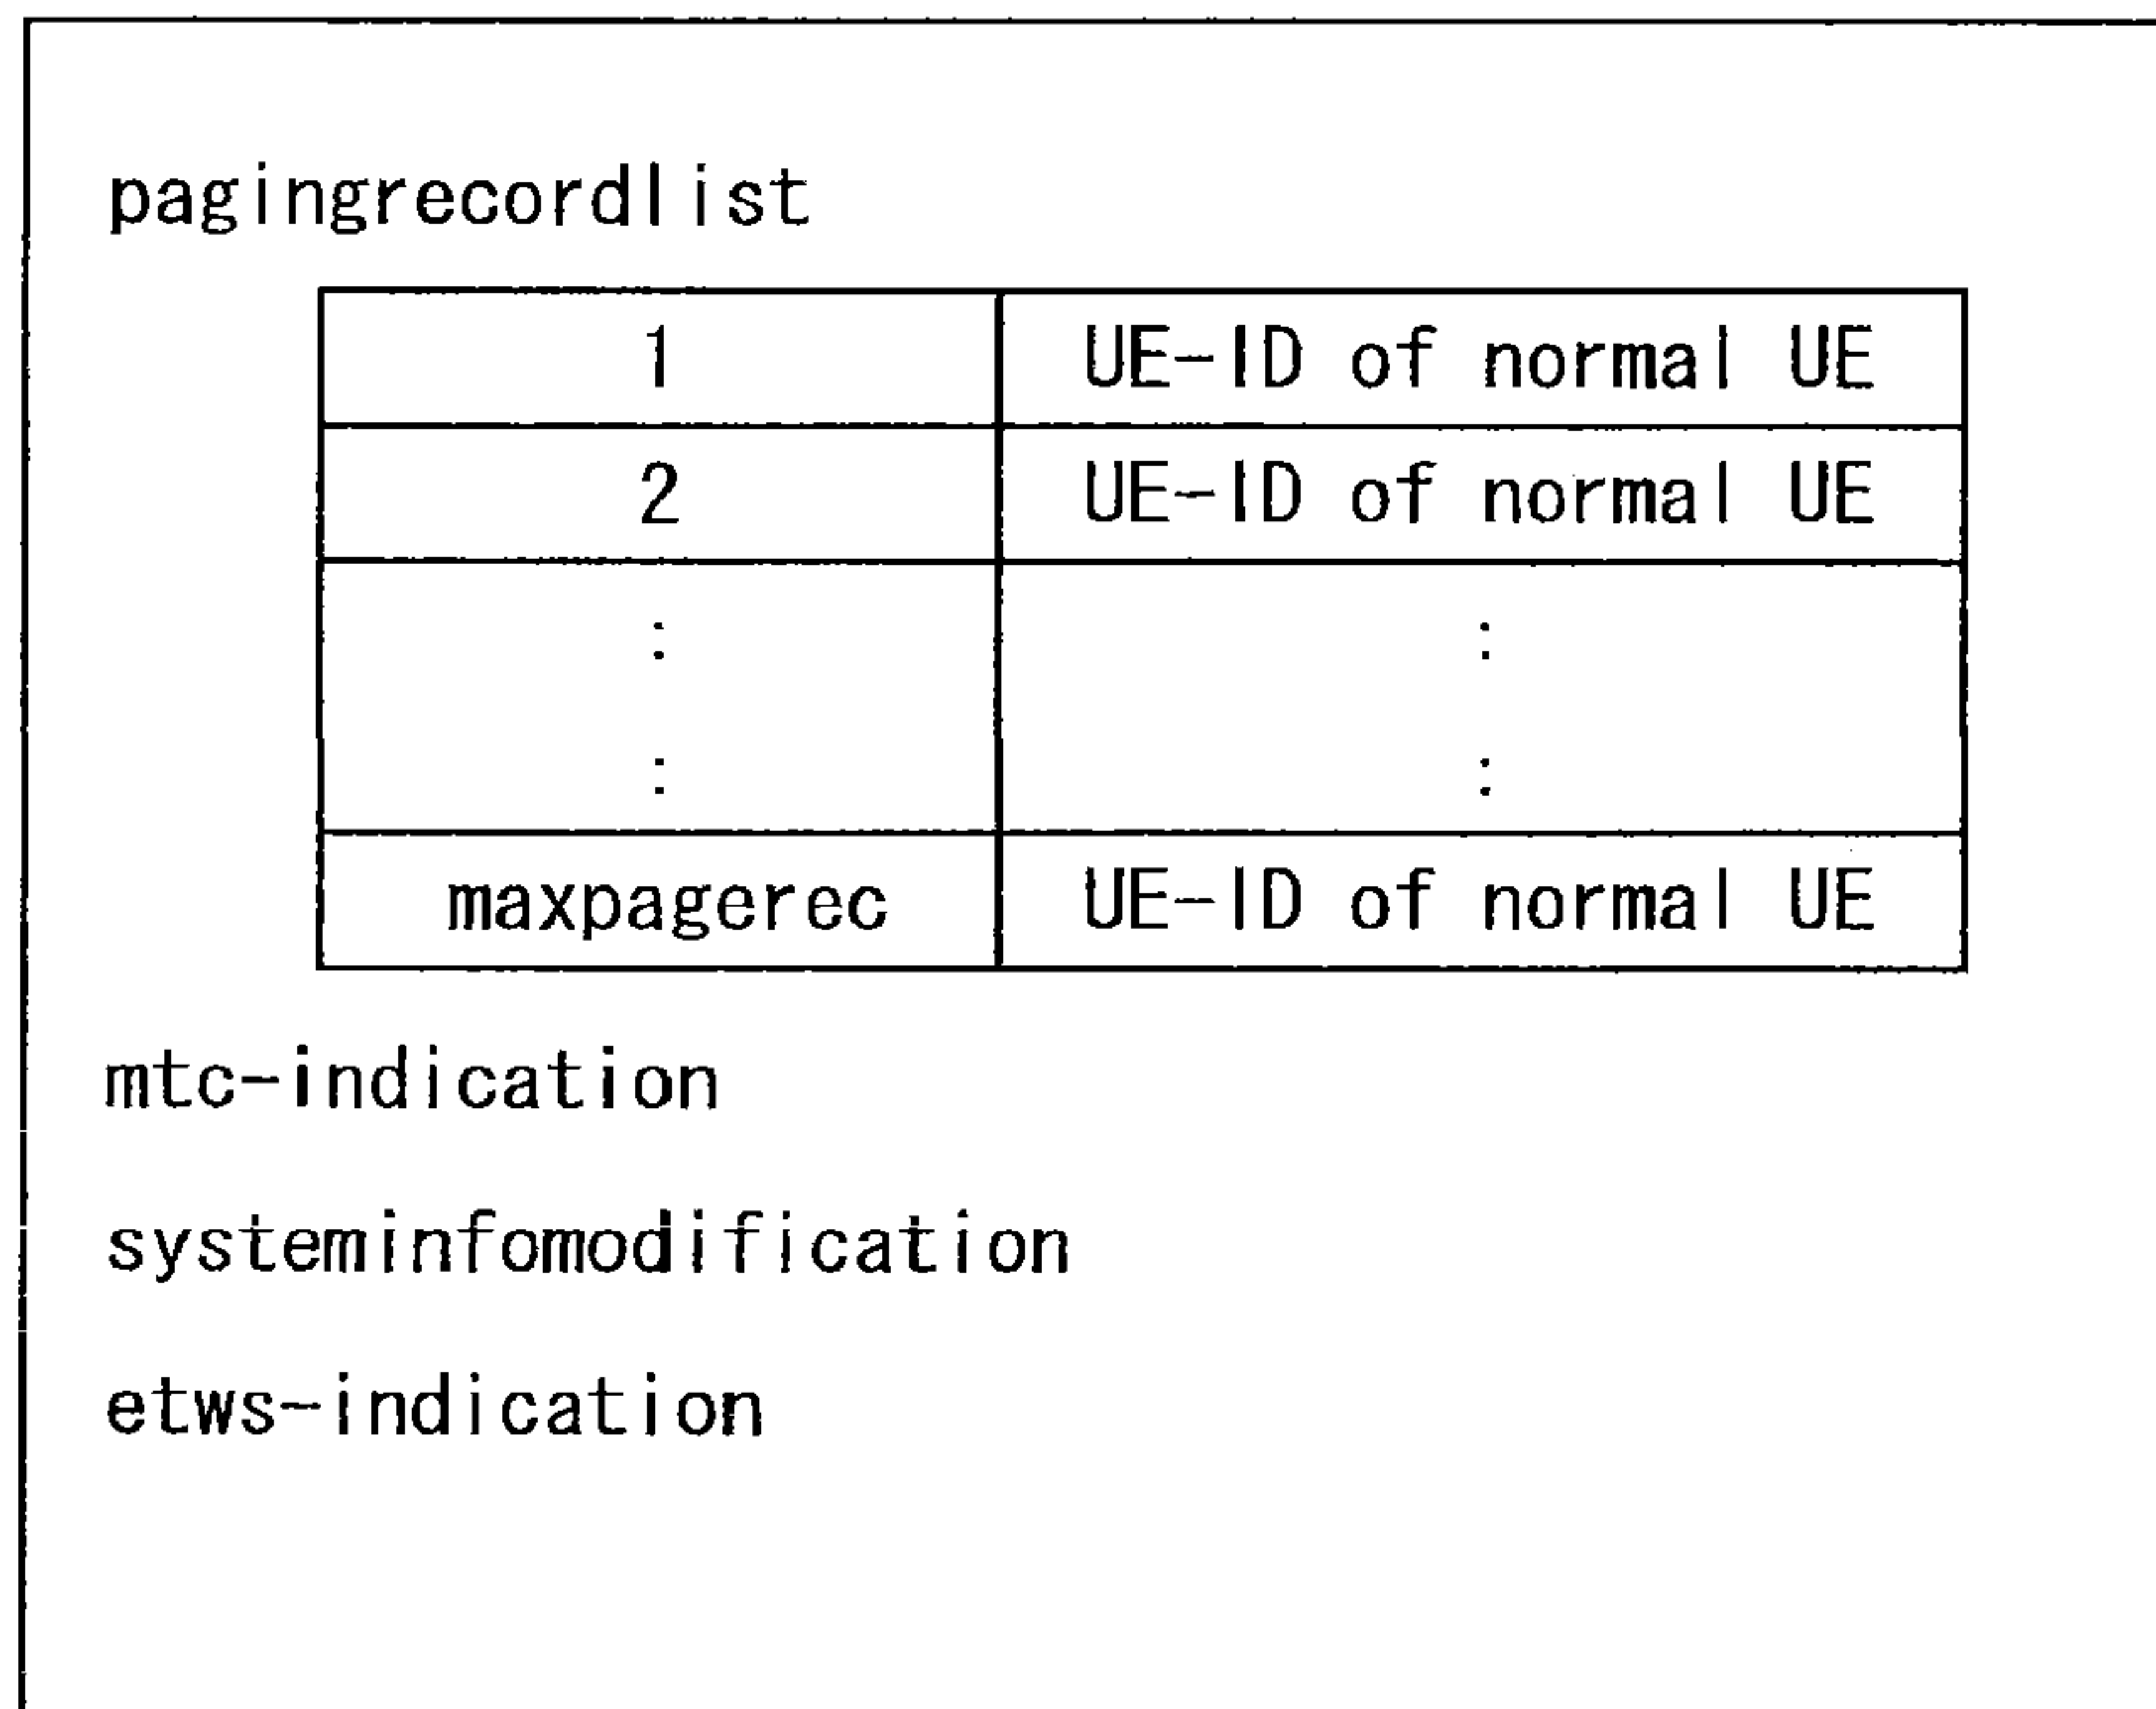 pagingrecordlist
1 UE-ID of normal UE
2 UE-ID of normal UE
: :
: :
maxpagerec UE-ID of normal UE
mtc-indication
systeminfomodification
etws-indication